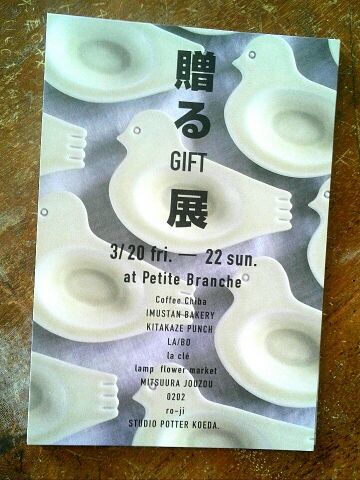 贈る
GIFT
展
3/20 fri. — 22 sun.
at Petite Branche
Coffee Chiba
IMUSTAN BAKERY
KITAKAZE PUNCH
LA/BO
la clé
lamp flower market
MITSUURA JOUZOU
0202
ro-ji
STUDIO POTTER KOEDA.